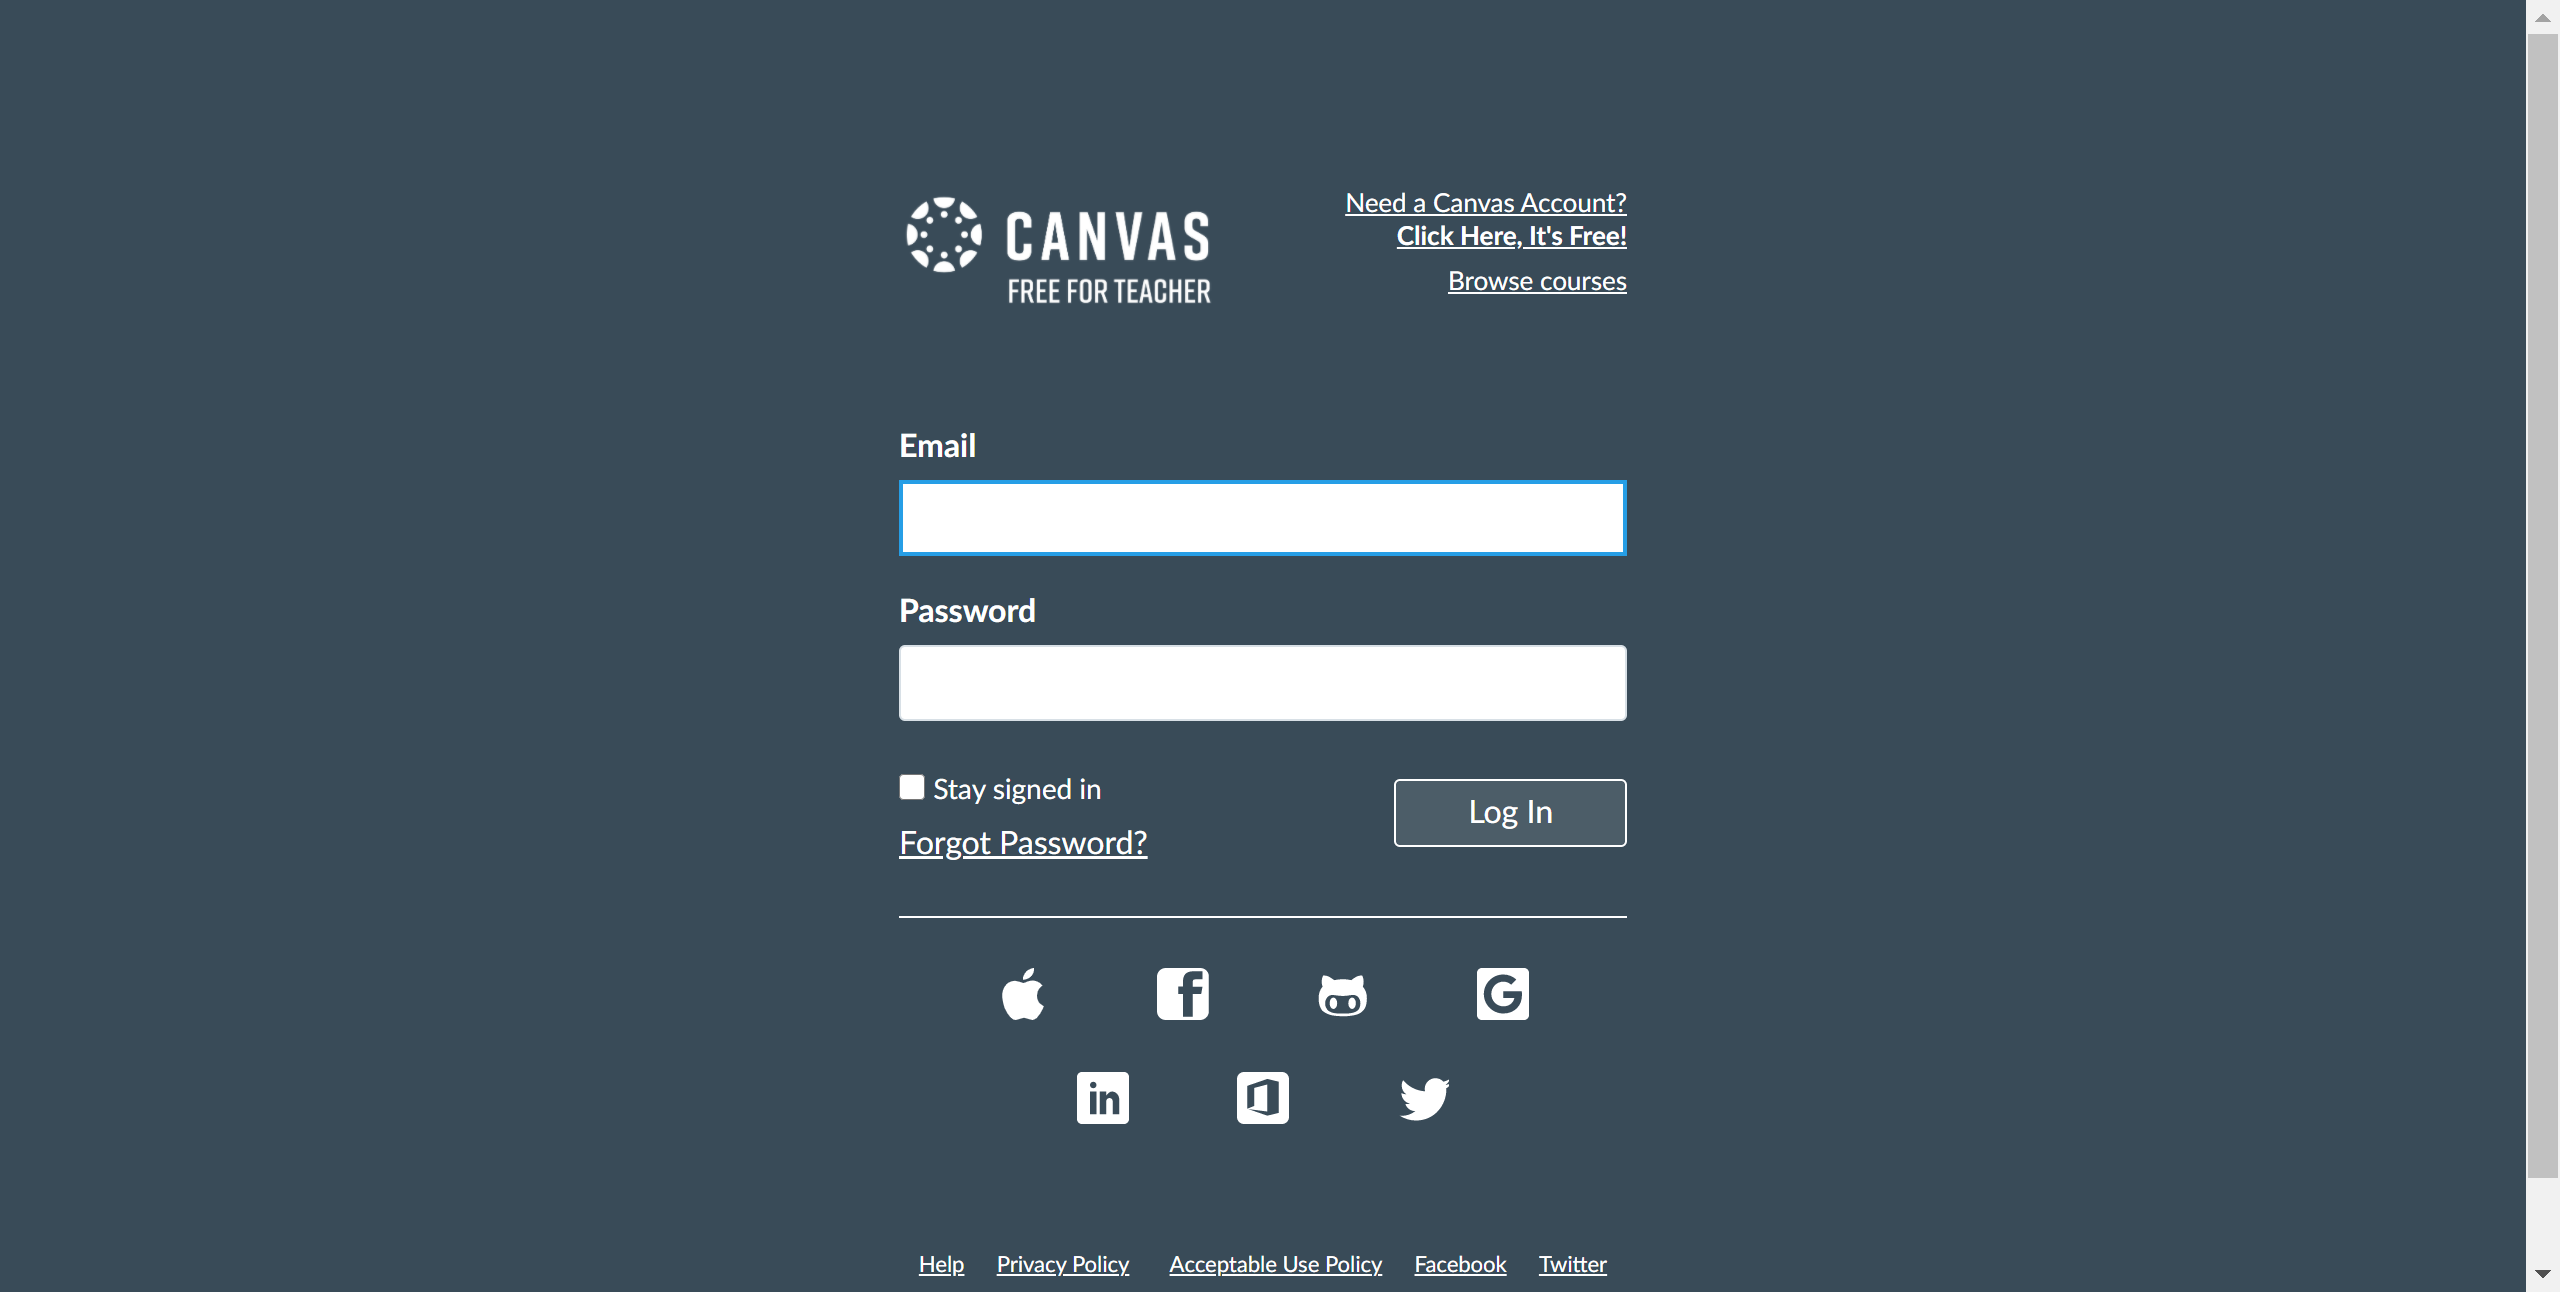 CANVAS
FREE FOR TEACHER
Need a Canvas Account?
Click Here, It's Free!
Browse courses
Email
Password
Stay signed in
Forgot Password?
Log In
Help Privacy Policy Acceptable Use Policy Facebook Twitter